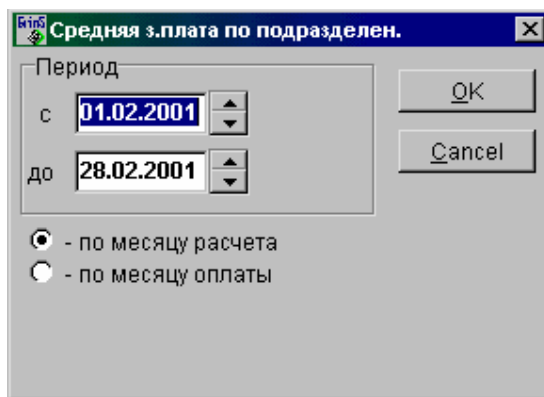 GrinS
Средняя з.плата по подразделен.
Период
с 01.02.2001
до 28.02.2001
OK
Cancel
- по месяцу расчета
- по месяцу оплаты